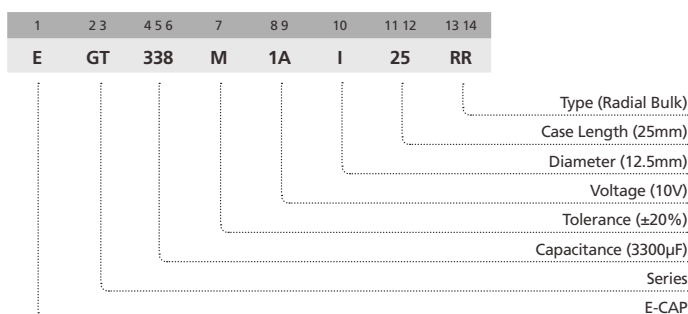 1 2 3 4 5 6 7 8 9 10 11 12 13 14
E GT 338 M 1A I 25 RR
Type (Radial Bulk)
Case Length (25mm)
Diameter (12.5mm)
Voltage (10V)
Tolerance (±20%)
Capacitance (3300µF)
Series
E-CAP